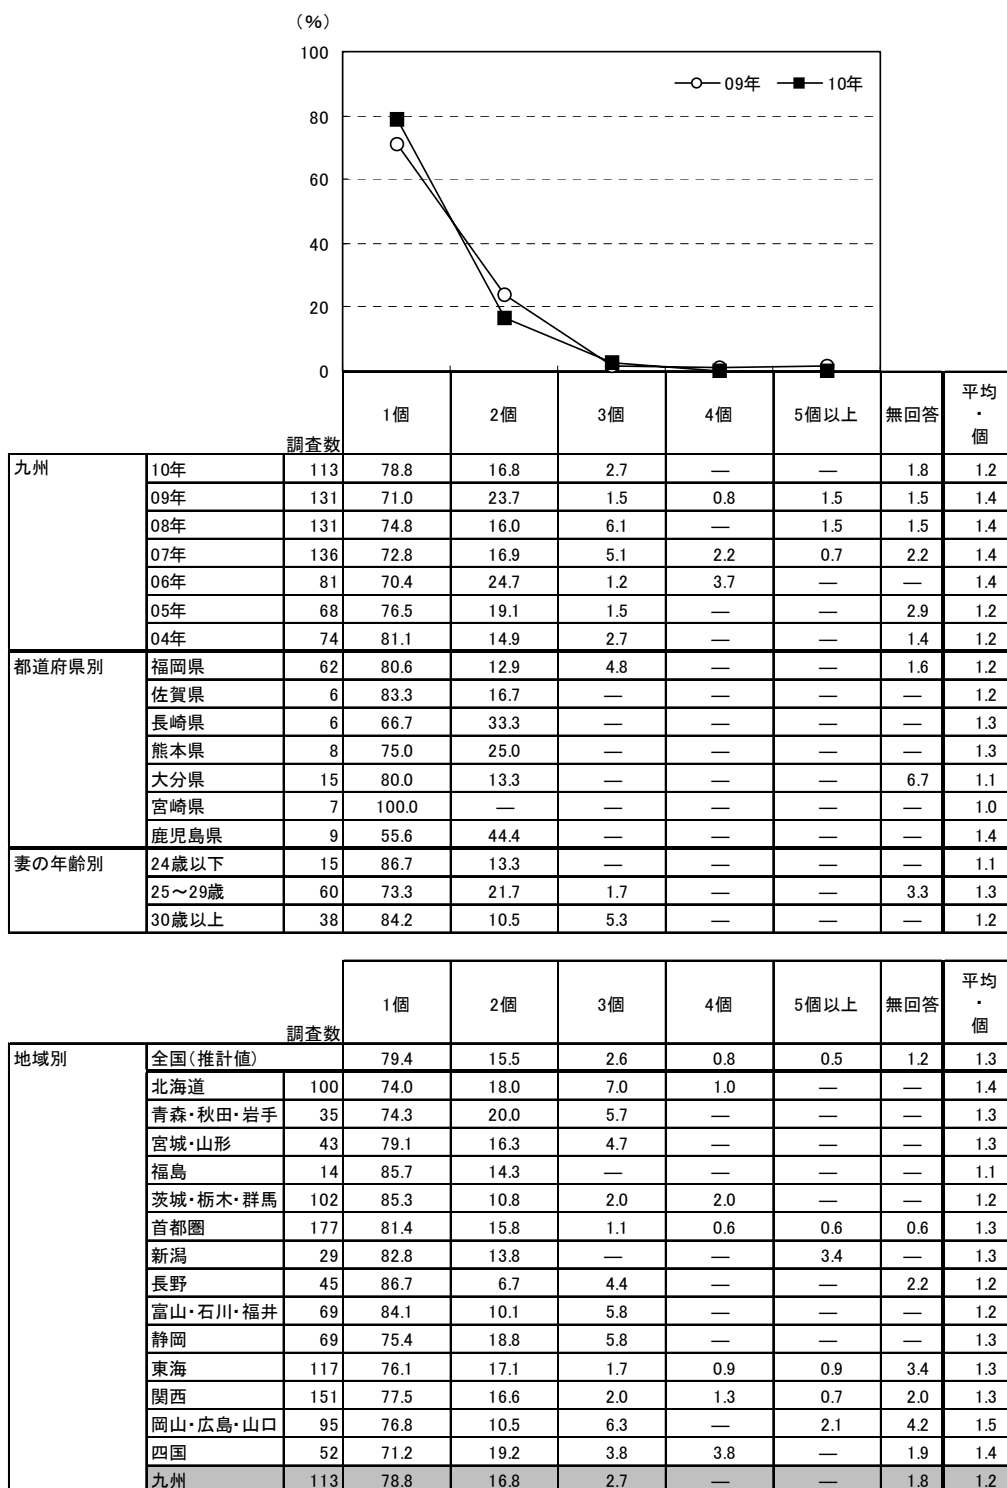 (%)
100
80
60
40
20
0
09年 10年
調査数 1個 2個 3個 4個 5個以上 無回答 平均・個
九州 10年 113 78.8 16.8 2.7 — — 1.8 1.2
09年 131 71.0 23.7 1.5 0.8 1.5 1.5 1.4
08年 131 74.8 16.0 6.1 — 1.5 1.5 1.4
07年 136 72.8 16.9 5.1 2.2 0.7 2.2 1.4
06年 81 70.4 24.7 1.2 3.7 — — 1.4
05年 68 76.5 19.1 1.5 — — 2.9 1.2
04年 74 81.1 14.9 2.7 — — 1.4 1.2
都道府県別 福岡県 62 80.6 12.9 4.8 — — 1.6 1.2
佐賀県 6 83.3 16.7 — — — — 1.2
長崎県 6 66.7 33.3 — — — — 1.3
熊本県 8 75.0 25.0 — — — — 1.3
大分県 15 80.0 13.3 — — — 6.7 1.1
宮崎県 7 100.0 — — — — — 1.0
鹿児島県 9 55.6 44.4 — — — — 1.4
妻の年齢別 24歳以下 15 86.7 13.3 — — — — 1.1
25～29歳 60 73.3 21.7 1.7 — — 3.3 1.3
30歳以上 38 84.2 10.5 5.3 — — — 1.2
調査数 1個 2個 3個 4個 5個以上 無回答 平均・個
地域別 全国(推計値) 79.4 15.5 2.6 0.8 0.5 1.2 1.3
北海道 100 74.0 18.0 7.0 1.0 — — 1.4
青森・秋田・岩手 35 74.3 20.0 5.7 — — — 1.3
宮城・山形 43 79.1 16.3 4.7 — — — 1.3
福島 14 85.7 14.3 — — — — 1.1
茨城・栃木・群馬 102 85.3 10.8 2.0 2.0 — — 1.2
首都圏 177 81.4 15.8 1.1 0.6 0.6 0.6 1.3
新潟 29 82.8 13.8 — — 3.4 — 1.3
長野 45 86.7 6.7 4.4 — — 2.2 1.2
富山・石川・福井 69 84.1 10.1 5.8 — — — 1.2
静岡 69 75.4 18.8 5.8 — — — 1.3
東海 117 76.1 17.1 1.7 0.9 0.9 3.4 1.3
関西 151 77.5 16.6 2.0 1.3 0.7 2.0 1.3
岡山・広島・山口 95 76.8 10.5 6.3 — 2.1 4.2 1.5
四国 52 71.2 19.2 3.8 3.8 — 1.9 1.4
九州 113 78.8 16.8 2.7 — — 1.8 1.2